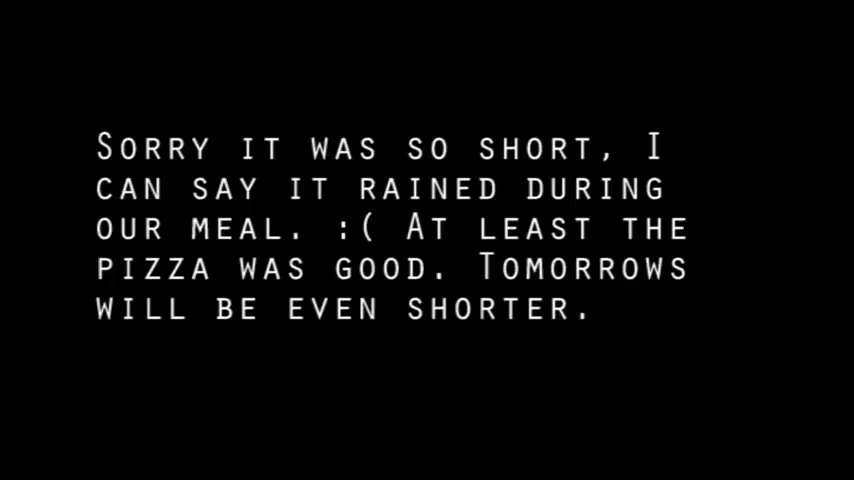 Sorry it was so short, I
can say it rained during
our meal. :( At least the
pizza was good. Tomorrows
will be even shorter.